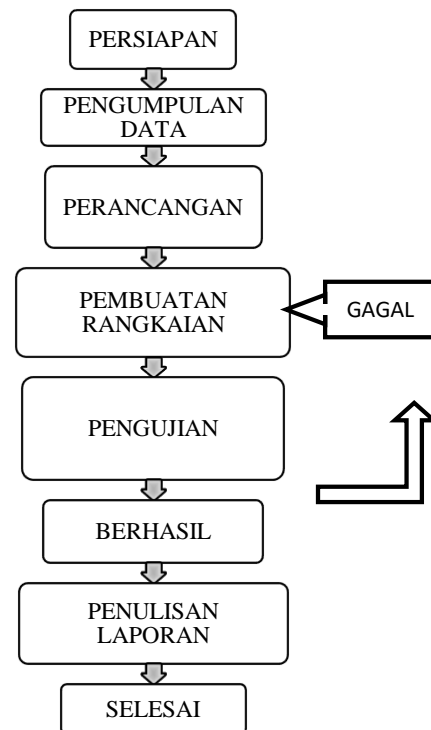 PERSIAPAN
PENGUMPULAN
DATA
PERANCANGAN
PEMBUATAN
RANGKAIAN
GAGAL
PENGUJIAN
BERHASIL
PENULISAN
LAPORAN
SELESAI